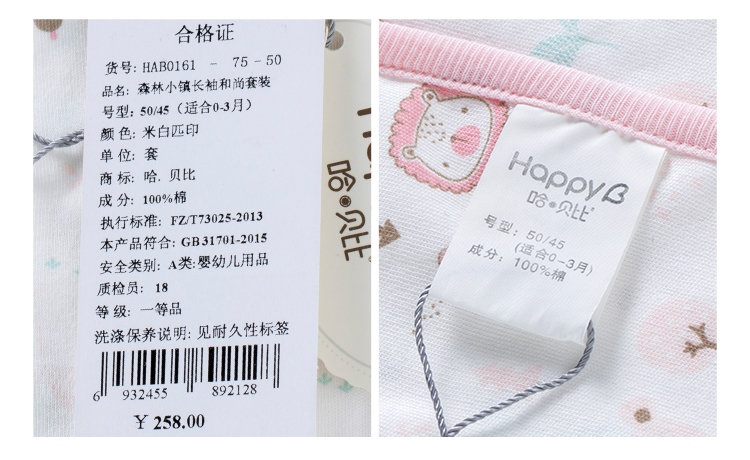 合格证
货号: HAB0161 - 75-50
品名: 森林小镇长袖和尚套装
号型: 50/45 (适合0-3月)
颜色: 米白匹印
单位: 套
商标: 哈. 贝比
成分: 100%棉
执行标准: FZ/T73025-2013
本产品符合: GB31701-2015
安全类别: A类:婴幼儿用品
质检员: 18
等级: 一等品
洗涤保养说明: 见耐久性标签
6 932455 892128
¥ 258.00
HappyB
哈•贝比
号型: 50/45
(适合0-3月)
成分: 100%棉